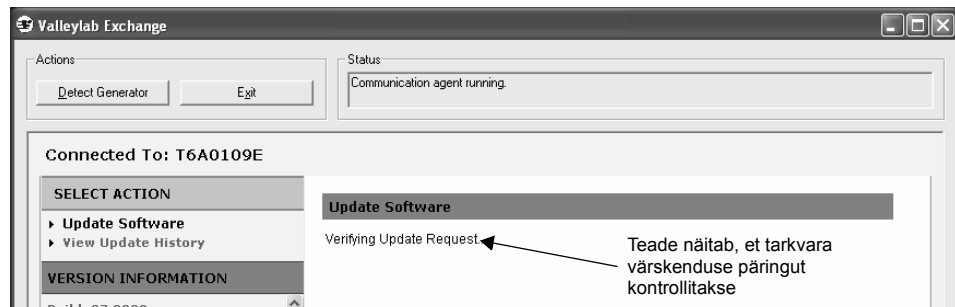 Valleylab Exchange
Actions
Detect Generator
Exit
Status
Communication agent running.
Connected To: T6A0109E
SELECT ACTION
Update Software
View Update History
VERSION INFORMATION
Update Software
Verifying Update Request.
Teade näitab, et tarkvara
värskenduse päringut
kontrollitakse